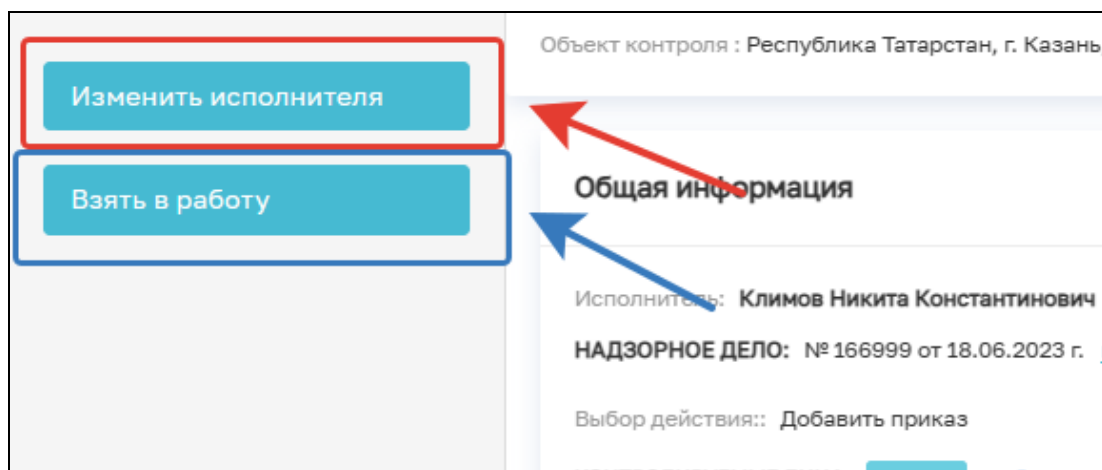 Объект контроля : Республика Татарстан, г. Казань,
Изменить исполнителя
Взять в работу
Общая информация
Исполнитель: Климов Никита Константинович
НАДЗОРНОЕ ДЕЛО: № 166999 от 18.06.2023 г.
Выбор действия:: Добавить приказ